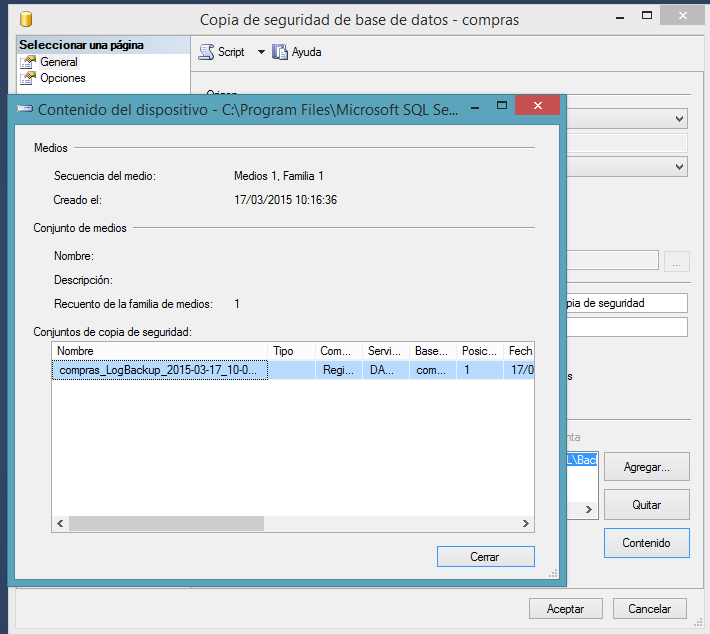 Copia de seguridad de base de datos - compras
Seleccionar una página
General
Opciones
Script
Ayuda
Contenido del dispositivo - C:\Program Files\Microsoft SQL Se...
Medios
Secuencia del medio: Medios 1, Familia 1
Creado el: 17/03/2015 10:16:36
Conjunto de medios
Nombre:
Descripción:
Recuento de la familia de medios: 1
Conjuntos de copia de seguridad:
Nombre Tipo Com... Servi... Base... Posic... Fech
compras_LogBackup_2015-03-17_10-0... Regi... DA... com... 1 17/0
Cerrar
...
pia de seguridad
s
nta
L\Bac
Agregar...
Quitar
Contenido
Aceptar
Cancelar